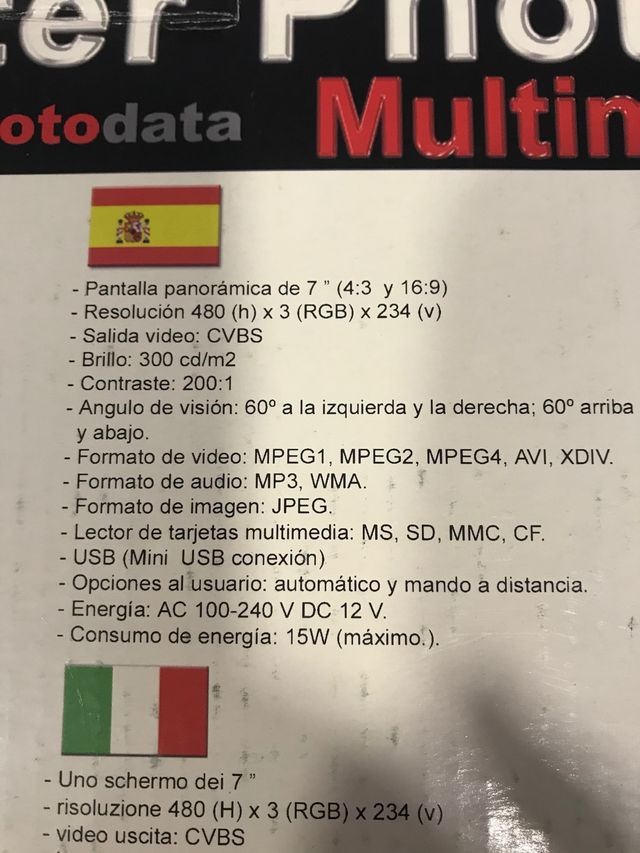 otodata
- Pantalla panorámica de 7 ” (4:3 y 16:9)
- Resolución 480 (h) x 3 (RGB) x 234 (v)
- Salida video: CVBS
- Brillo: 300 cd/m2
- Contraste: 200:1
- Angulo de visión: 60º a la izquierda y la derecha; 60º arriba
y abajo.
- Formato de video: MPEG1, MPEG2, MPEG4, AVI, XDIV.
- Formato de audio: MP3, WMA.
- Formato de imagen: JPEG.
- Lector de tarjetas multimedia: MS, SD, MMC, CF.
- USB (Mini USB conexión)
- Opciones al usuario: automático y mando a distancia.
- Energía: AC 100-240 V DC 12 V.
- Consumo de energía: 15W (máximo.).
- Uno schermo dei 7 ”
- risoluzione 480 (H) x 3 (RGB) x 234 (v)
- video uscita: CVBS